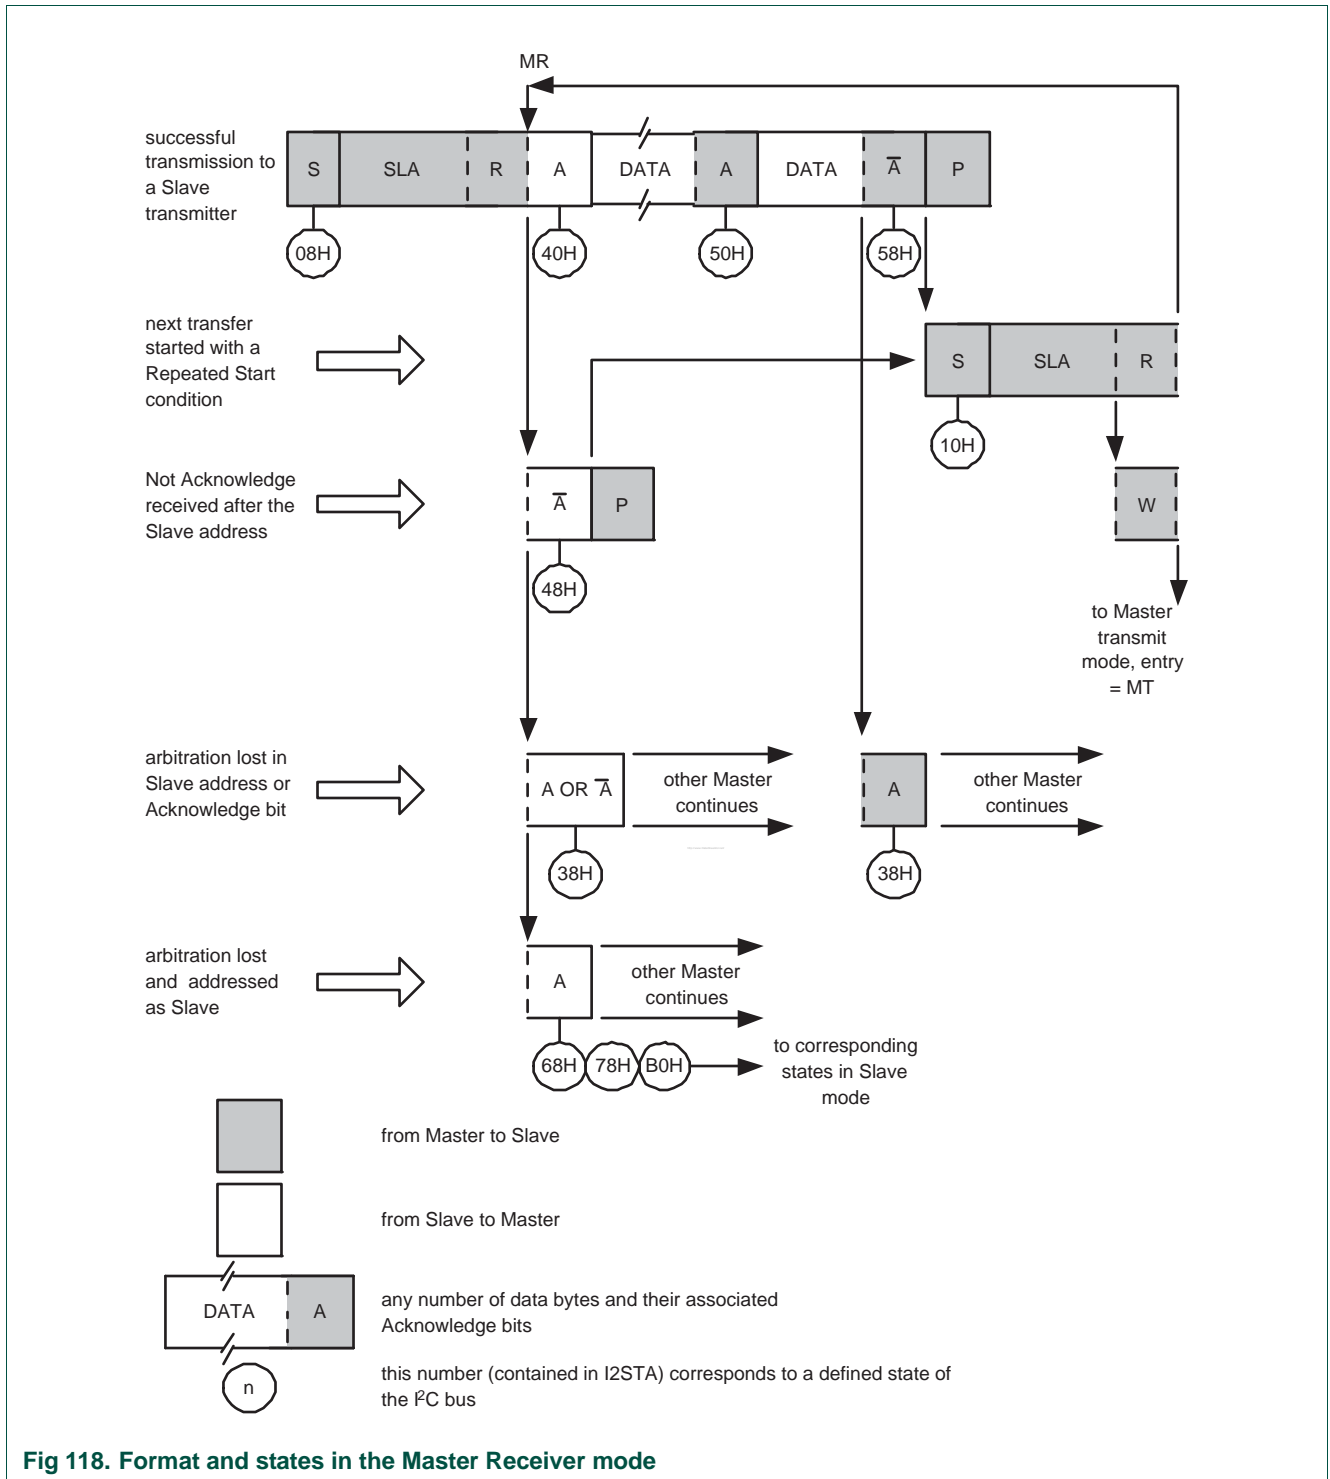 MR
successful
transmission to
a Slave
transmitter
S SLA R A DATA A DATA A̅ P
08H 40H 50H 58H
next transfer
started with a
Repeated Start
condition
S SLA R
10H
Not Acknowledge
received after the
Slave address
A̅ P
W
48H
to Master
transmit
mode, entry
= MT
arbitration lost in
Slave address or
Acknowledge bit
A OR A̅
other Master
continues
A
other Master
continues
38H
38H
arbitration lost
and addressed
as Slave
A
other Master
continues
68H 78H B0H
to corresponding
states in Slave
mode
from Master to Slave
from Slave to Master
DATA A
any number of data bytes and their associated
Acknowledge bits
n
this number (contained in I2STA) corresponds to a defined state of
the I²C bus
Fig 118. Format and states in the Master Receiver mode